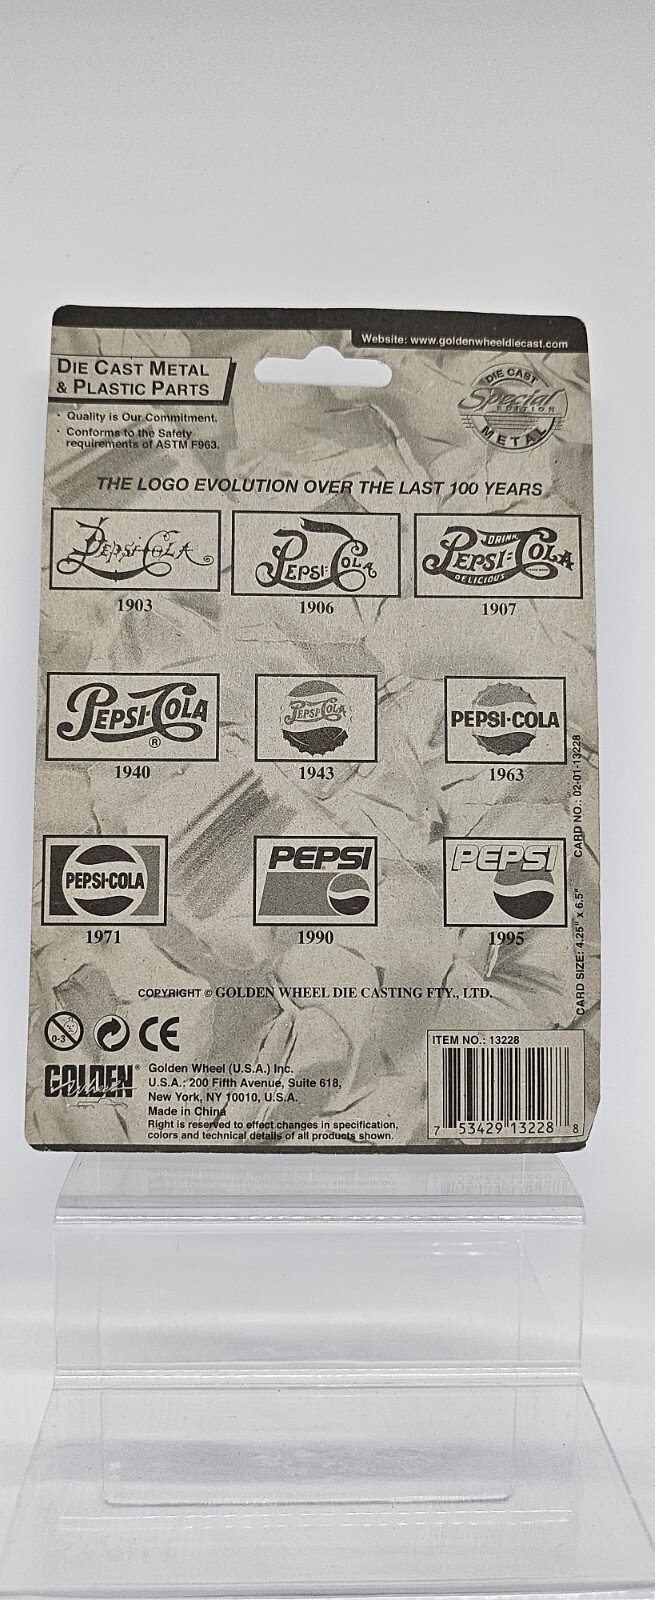 Website: www.goldenwheeldiecast.com
DIE CAST METAL
& PLASTIC PARTS
· Quality is Our Commitment.
· Conforms to the Safety
requirements of ASTM F963.
DIE CAST
Special
EDITION
METAL
THE LOGO EVOLUTION OVER THE LAST 100 YEARS
PEPSI-COLA
1903
PEPSI-COLA
1906
DRINK
PEPSI-COLA
DELICIOUS
1907
PEPSI-COLA
®
1940
PEPSI-COLA
1943
PEPSI-COLA
1963
PEPSI-COLA
1971
PEPSI
1990
PEPSI
1995
CARD SIZE: 4.25" x 6.5" CARD NO.: 02-01-13228
COPYRIGHT © GOLDEN WHEEL DIE CASTING FTY., LTD.
0-3
CE
GOLDEN®
Wheel
Golden Wheel (U.S.A.) Inc.
U.S.A.: 200 Fifth Avenue, Suite 618,
New York, NY 10010, U.S.A.
Made in China
Right is reserved to effect changes in specification,
colors and technical details of all products shown.
ITEM NO.: 13228
7 53429 13228 8